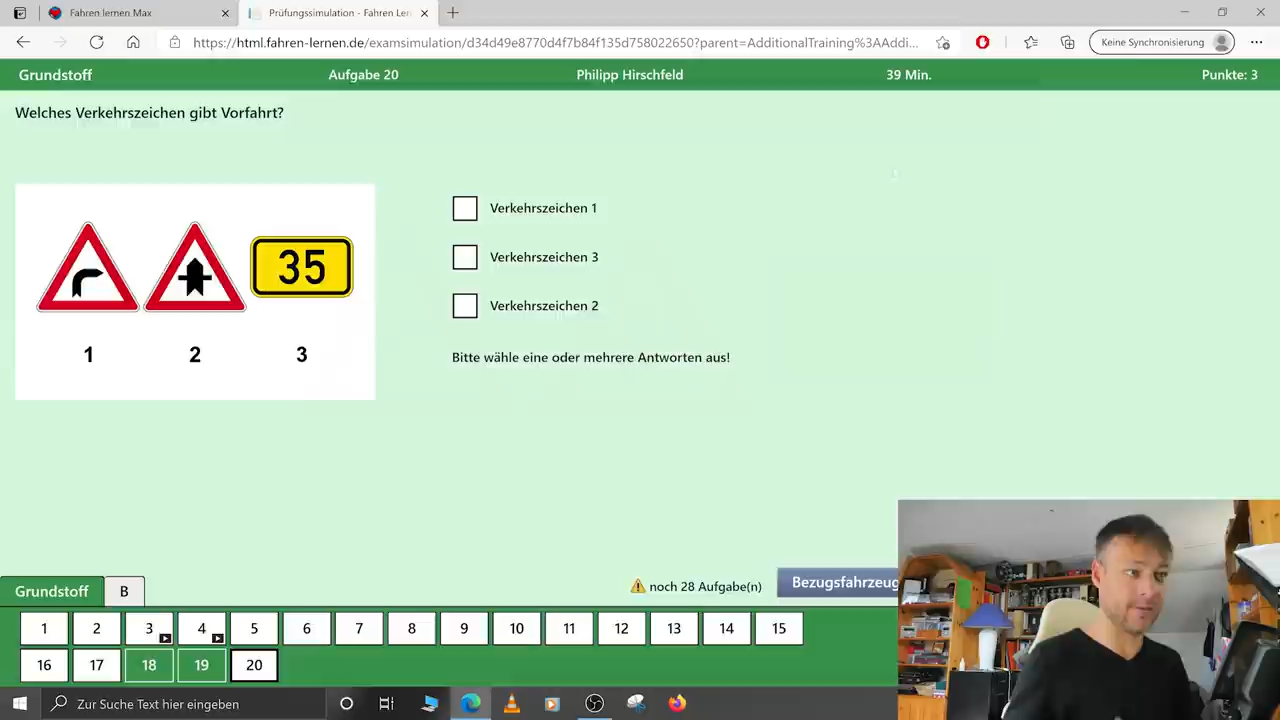 Fahren lernen Max
Prüfungssimulation - Fahren Ler
https://html.fahren-lernen.de/examsimulation/d34d49e8770d4f7b84f135d758022650?parent=AdditionalTraining%3AAddi...
Keine Synchronisierung
Grundstoff
Aufgabe 20
Philipp Hirschfeld
39 Min.
Punkte: 3
Welches Verkehrszeichen gibt Vorfahrt?
35
1
2
3
Verkehrszeichen 1
Verkehrszeichen 3
Verkehrszeichen 2
Bitte wähle eine oder mehrere Antworten aus!
Grundstoff
B
noch 28 Aufgabe(n)
Bezugsfahrzeug
1 2 3 4 5 6 7 8 9 10 11 12 13 14 15
16 17 18 19 20
Zur Suche Text hier eingeben